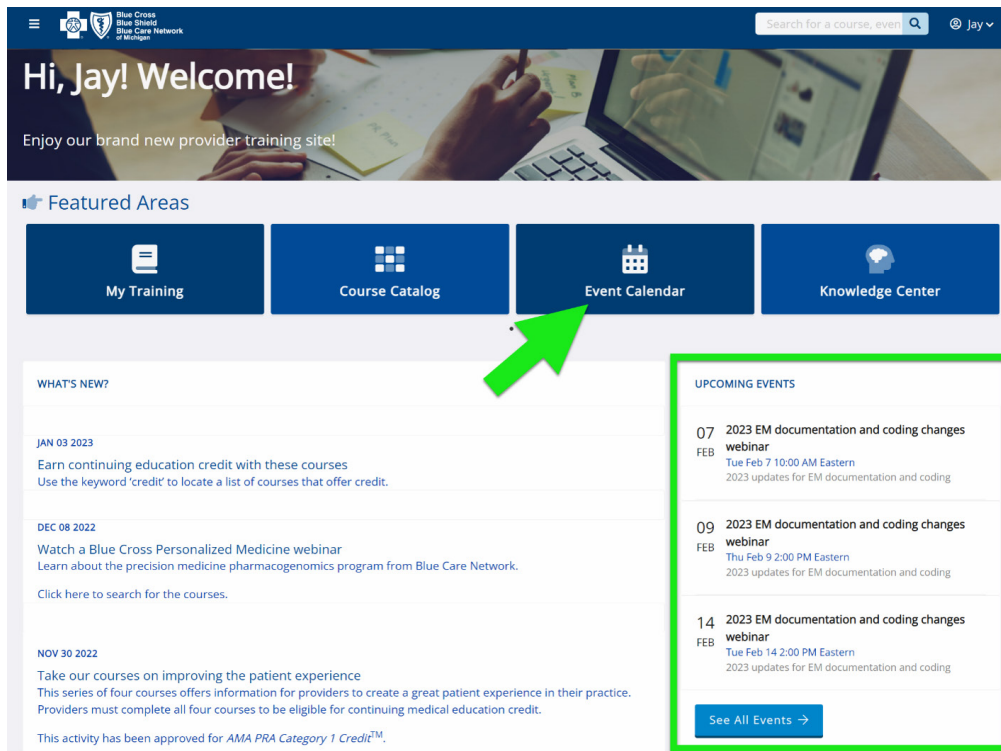 Blue Cross
Blue Shield
Blue Care Network
of Michigan
Search for a course, even
Jay
Hi, Jay! Welcome!
Enjoy our brand new provider training site!
Featured Areas
My Training
Course Catalog
Event Calendar
Knowledge Center
WHAT'S NEW?
JAN 03 2023
Earn continuing education credit with these courses
Use the keyword 'credit' to locate a list of courses that offer credit.
DEC 08 2022
Watch a Blue Cross Personalized Medicine webinar
Learn about the precision medicine pharmacogenomics program from Blue Care Network.
Click here to search for the courses.
NOV 30 2022
Take our courses on improving the patient experience
This series of four courses offers information for providers to create a great patient experience in their practice.
Providers must complete all four courses to be eligible for continuing medical education credit.
This activity has been approved for AMA PRA Category 1 Credit™.
UPCOMING EVENTS
07 2023 EM documentation and coding changes
FEB webinar
Tue Feb 7 10:00 AM Eastern
2023 updates for EM documentation and coding
09 2023 EM documentation and coding changes
FEB webinar
Thu Feb 9 2:00 PM Eastern
2023 updates for EM documentation and coding
14 2023 EM documentation and coding changes
FEB webinar
Tue Feb 14 2:00 PM Eastern
2023 updates for EM documentation and coding
See All Events →